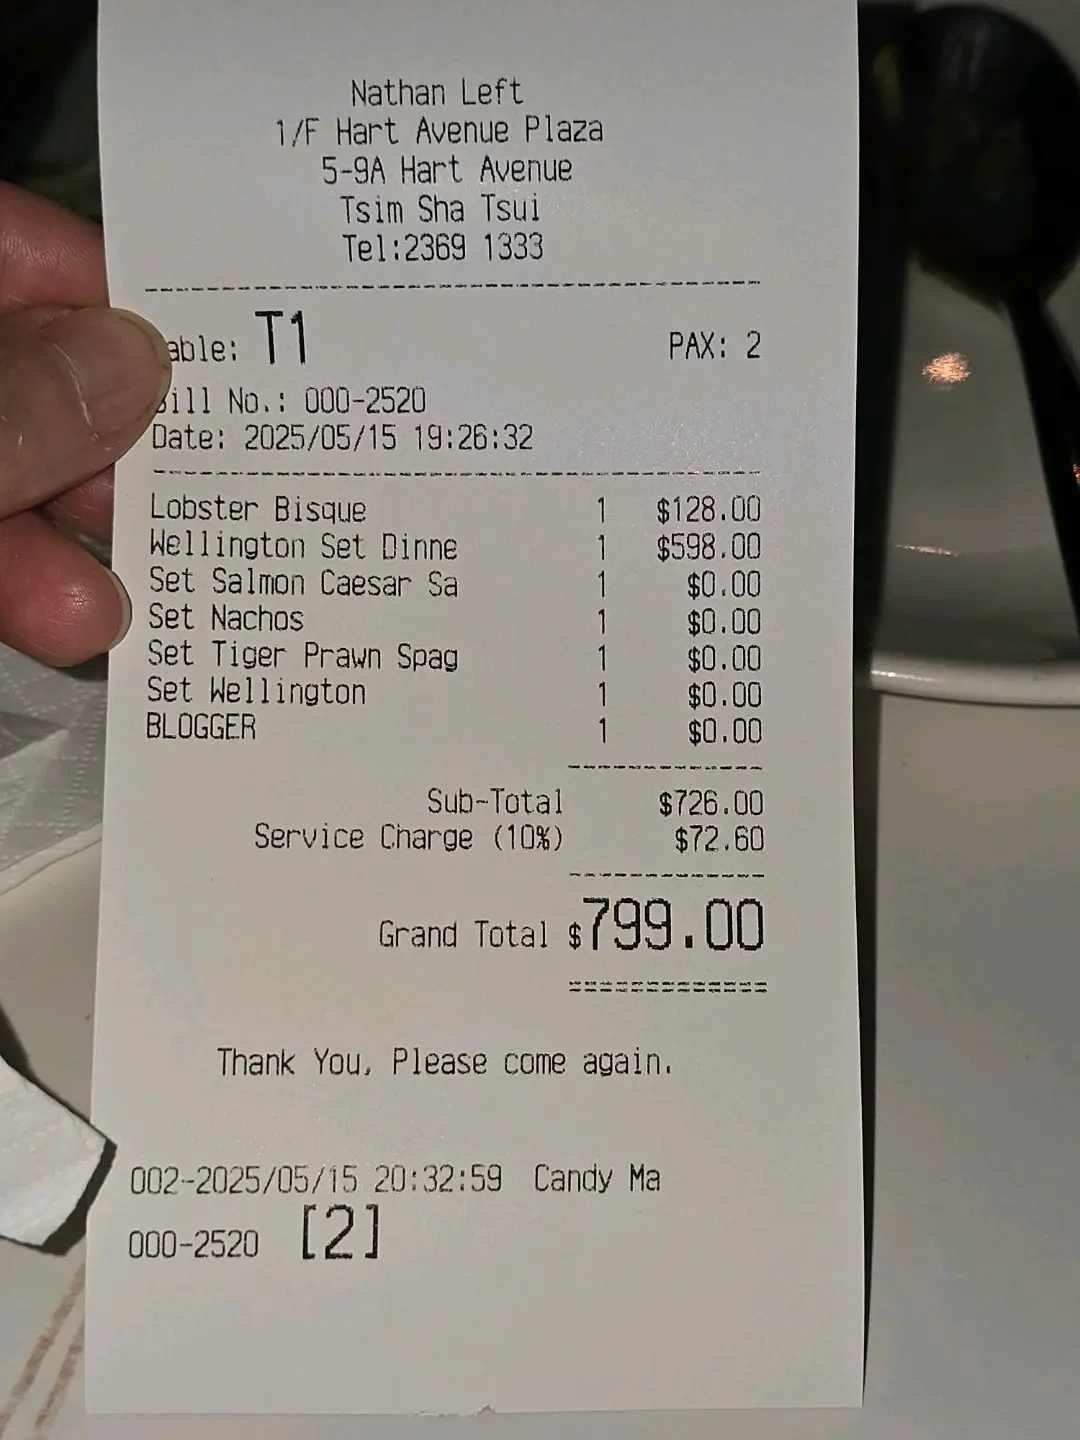 Nathan Left
1/F Hart Avenue Plaza
5-9A Hart Avenue
Tsim Sha Tsui
Tel:2369 1333
able: T1 PAX: 2
ill No.: 000-2520
Date: 2025/05/15 19:26:32
Lobster Bisque 1 $128.00
Wellington Set Dinne 1 $598.00
Set Salmon Caesar Sa 1 $0.00
Set Nachos 1 $0.00
Set Tiger Prawn Spag 1 $0.00
Set Wellington 1 $0.00
BLOGGER 1 $0.00
Sub-Total $726.00
Service Charge (10%) $72.60
Grand Total $799.00
Thank You, Please come again.
002-2025/05/15 20:32:59 Candy Ma
000-2520 [2]